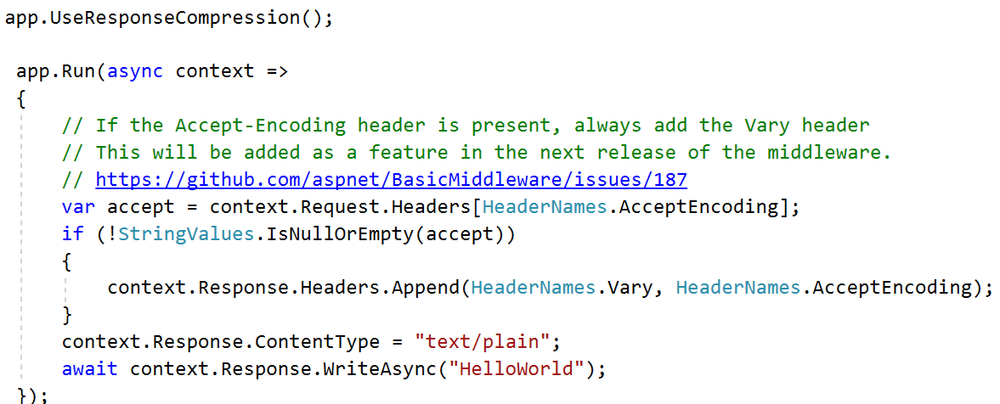 app.UseResponseCompression();
app.Run(async context =>
{
// If the Accept-Encoding header is present, always add the Vary header
// This will be added as a feature in the next release of the middleware.
// https://github.com/aspnet/BasicMiddleware/issues/187
var accept = context.Request.Headers[HeaderNames.AcceptEncoding];
if (!StringValues.IsNullOrEmpty(accept))
{
context.Response.Headers.Append(HeaderNames.Vary, HeaderNames.AcceptEncoding);
}
context.Response.ContentType = "text/plain";
await context.Response.WriteAsync("HelloWorld");
});